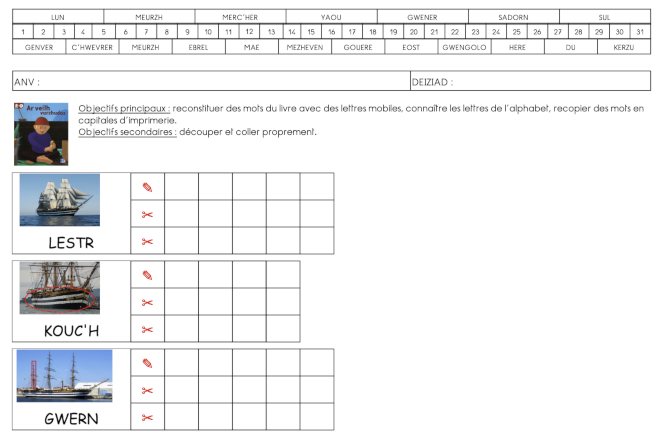 LUN MEURZH MERC'HER YAOU GWENER SADORN SUL
1 2 3 4 5 6 7 8 9 10 11 12 13 14 15 16 17 18 19 20 21 22 23 24 25 26 27 28 29 30 31
GENVER C'HWEVRER MEURZH EBREL MAE MEZHEVEN GOUERE EOST GWENGOLO HERE DU KERZU
ANV : DEIZIAD :
Ar veilh
vurzhudus
Objectifs principaux : reconstituer des mots du livre avec des lettres mobiles, connaître les lettres de l'alphabet, recopier des mots en
capitales d'imprimerie.
Objectifs secondaires : découper et coller proprement.
LESTR
KOUC'H
GWERN